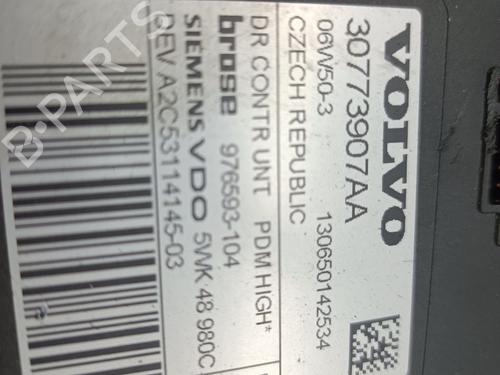 VOLVO
30773907AA
06W50-3 130650142534
CZECH REPUBLIC
DR CONTR UNT PDM HIGH*
brose 976593-104
SIEMENS VDO 5WK 48 980C
DEV A2C53114145-03
B-PARTS